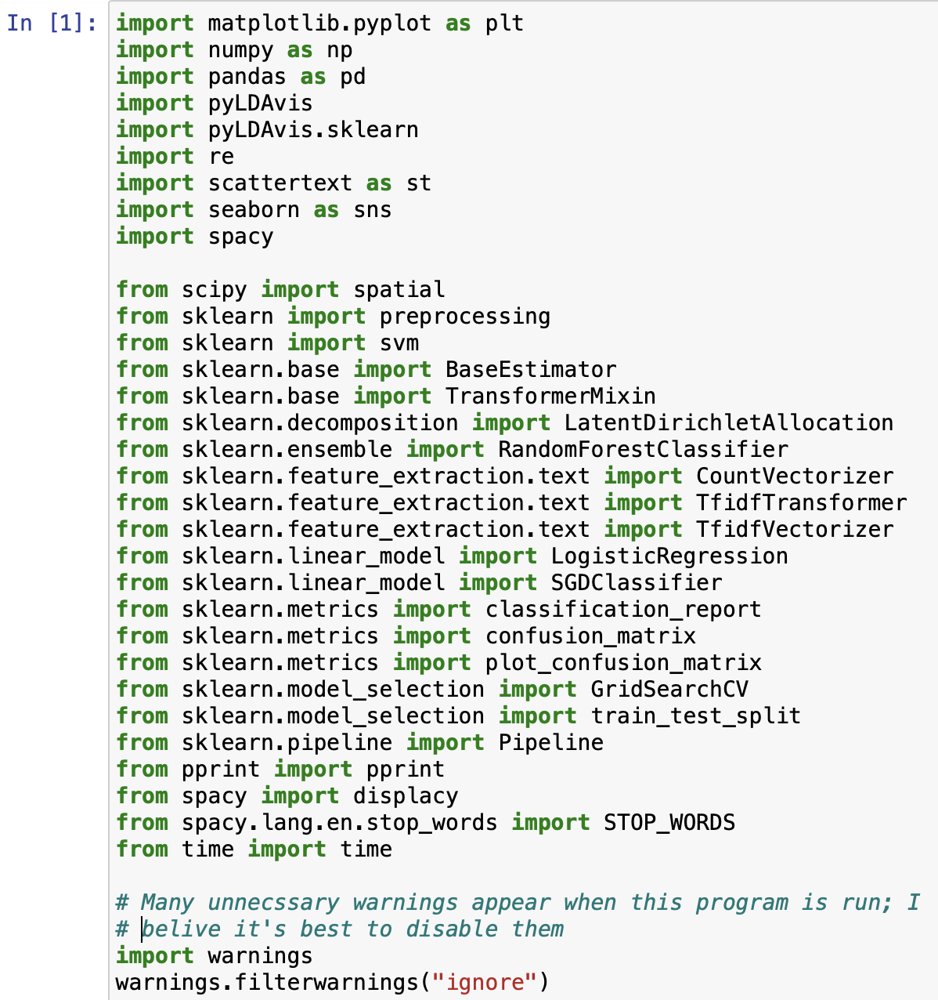 In [1]: import matplotlib.pyplot as plt
import numpy as np
import pandas as pd
import pyLDAvis
import pyLDAvis.sklearn
import re
import scattertext as st
import seaborn as sns
import spacy
from scipy import spatial
from sklearn import preprocessing
from sklearn import svm
from sklearn.base import BaseEstimator
from sklearn.base import TransformerMixin
from sklearn.decomposition import LatentDirichletAllocation
from sklearn.ensemble import RandomForestClassifier
from sklearn.feature_extraction.text import CountVectorizer
from sklearn.feature_extraction.text import TfidfTransformer
from sklearn.feature_extraction.text import TfidfVectorizer
from sklearn.linear_model import LogisticRegression
from sklearn.linear_model import SGDClassifier
from sklearn.metrics import classification_report
from sklearn.metrics import confusion_matrix
from sklearn.metrics import plot_confusion_matrix
from sklearn.model_selection import GridSearchCV
from sklearn.model_selection import train_test_split
from sklearn.pipeline import Pipeline
from pprint import pprint
from spacy import displacy
from spacy.lang.en.stop_words import STOP_WORDS
from time import time
# Many unnecssary warnings appear when this program is run; I
# belive it's best to disable them
import warnings
warnings.filterwarnings("ignore")